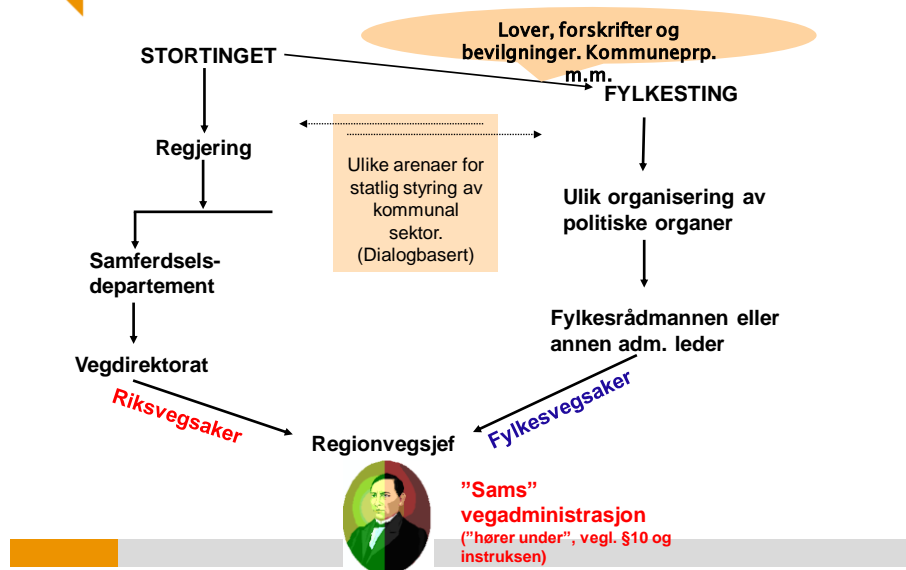 Lover, forskrifter og
bevilgninger. Kommuneprp.
m.m.
STORTINGET
FYLKESTING
Regjering
Ulike arenaer for
statlig styring av
kommunal
sektor.
(Dialogbasert)
Ulik organisering av
politiske organer
Samferdsels-
departement
Fylkesrådmannen eller
annen adm. leder
Vegdirektorat
Riksvegsaker
Fylkesvegsaker
Regionvegsjef
”Sams”
vegadministrasjon
("hører under", vegl. §10 og
instruksen)